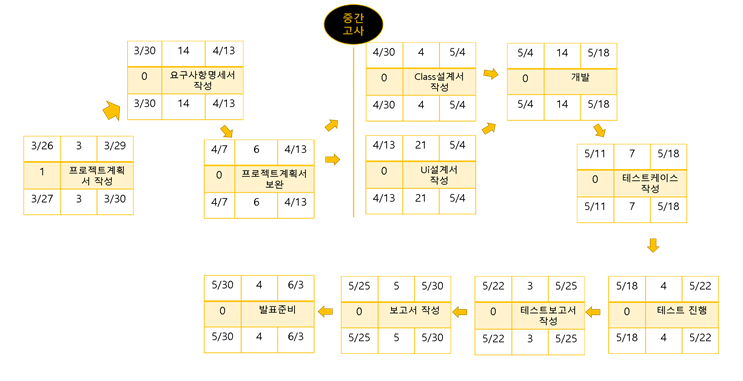 중간
고사
3/30 14 4/13
0 요구사항명세서
작성
3/30 14 4/13
3/26 3 3/29
1 프로젝트계획
서 작성
3/27 3 3/30
4/7 6 4/13
0 프로젝트계획서
보완
4/7 6 4/13
4/30 4 5/4
0 Class설계서
작성
4/30 4 5/4
4/13 21 5/4
0 Ui설계서
작성
4/13 21 5/4
5/4 14 5/18
0 개발
5/4 14 5/18
5/11 7 5/18
0 테스트케이스
작성
5/11 7 5/18
5/18 4 5/22
0 테스트 진행
5/18 4 5/22
5/22 3 5/25
0 테스트보고서
작성
5/22 3 5/25
5/25 5 5/30
0 보고서 작성
5/25 5 5/30
5/30 4 6/3
0 발표준비
5/30 4 6/3